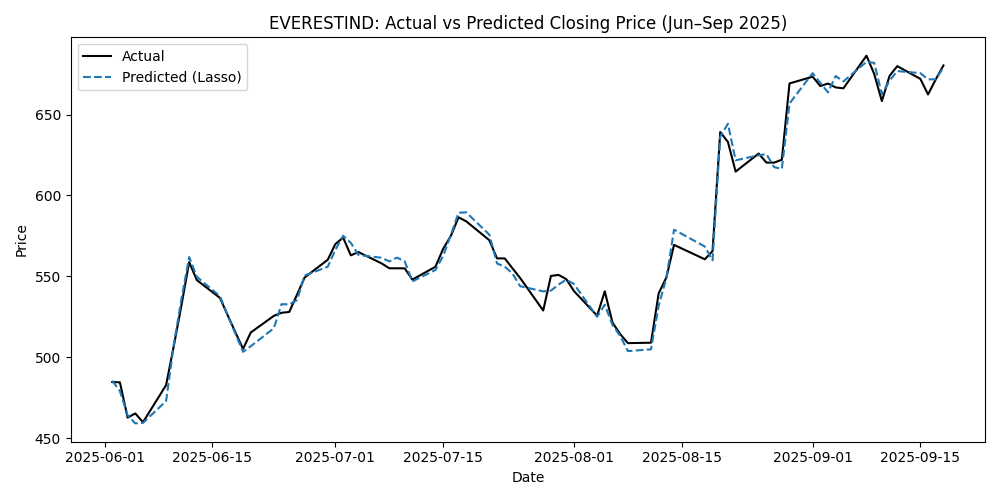 EVERESTIND: Actual vs Predicted Closing Price (Jun–Sep 2025)
Actual
Predicted (Lasso)
Price
650
600
550
500
450
2025-06-01 2025-06-15 2025-07-01 2025-07-15 2025-08-01 2025-08-15 2025-09-01 2025-09-15
Date